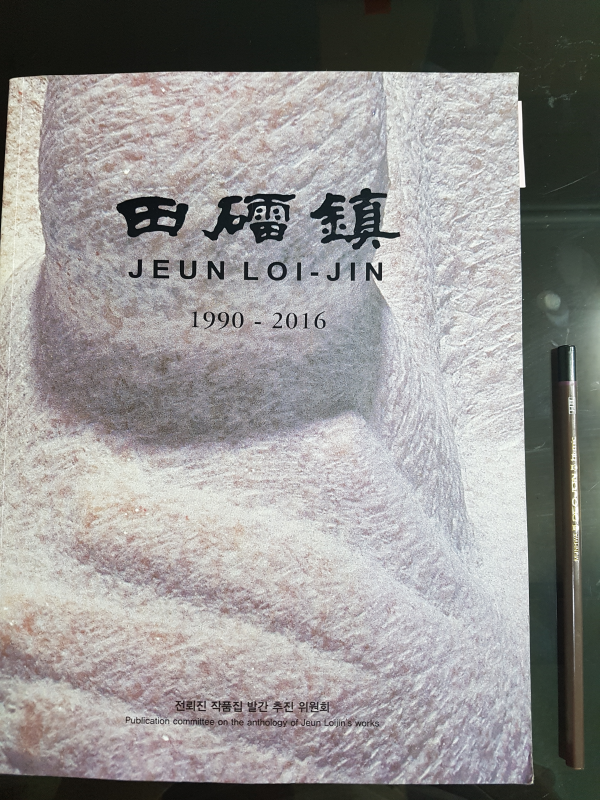 田礌鎮
JEUN LOI-JIN
1990 - 2016
전뢰진 작품집 발간 추진 위원회
Publication committee on the anthology of Jeun Loijin's works